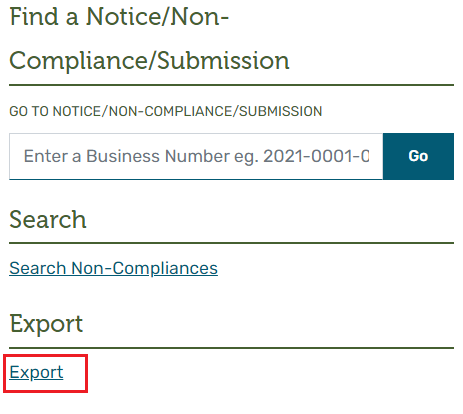 Find a Notice/Non-
Compliance/Submission
GO TO NOTICE/NON-COMPLIANCE/SUBMISSION
Enter a Business Number eg. 2021-0001-0
Go
Search
Search Non-Compliances
Export
Export